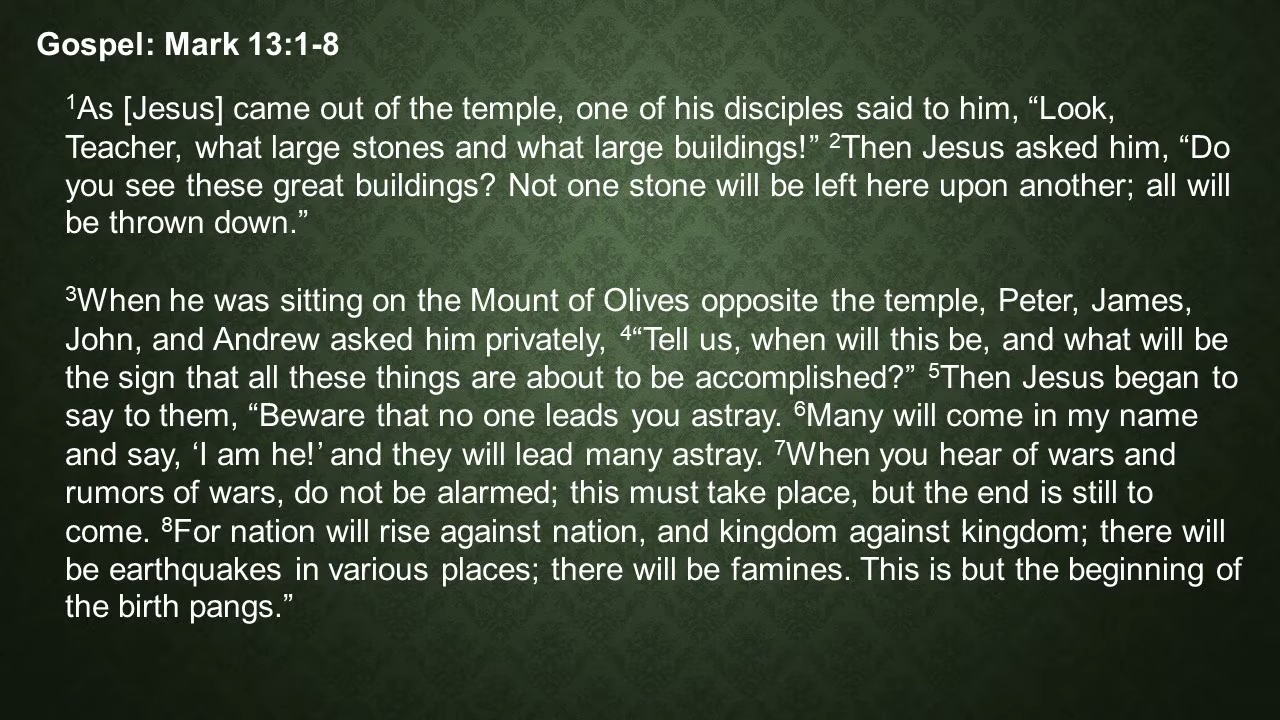 Gospel: Mark 13:1-8
¹As [Jesus] came out of the temple, one of his disciples said to him, “Look,
Teacher, what large stones and what large buildings!” ²Then Jesus asked him, “Do
you see these great buildings? Not one stone will be left here upon another; all will
be thrown down.”
³When he was sitting on the Mount of Olives opposite the temple, Peter, James,
John, and Andrew asked him privately, ⁴“Tell us, when will this be, and what will be
the sign that all these things are about to be accomplished?” ⁵Then Jesus began to
say to them, “Beware that no one leads you astray. ⁶Many will come in my name
and say, ‘I am he!’ and they will lead many astray. ⁷When you hear of wars and
rumors of wars, do not be alarmed; this must take place, but the end is still to
come. ⁸For nation will rise against nation, and kingdom against kingdom; there will
be earthquakes in various places; there will be famines. This is but the beginning of
the birth pangs.”